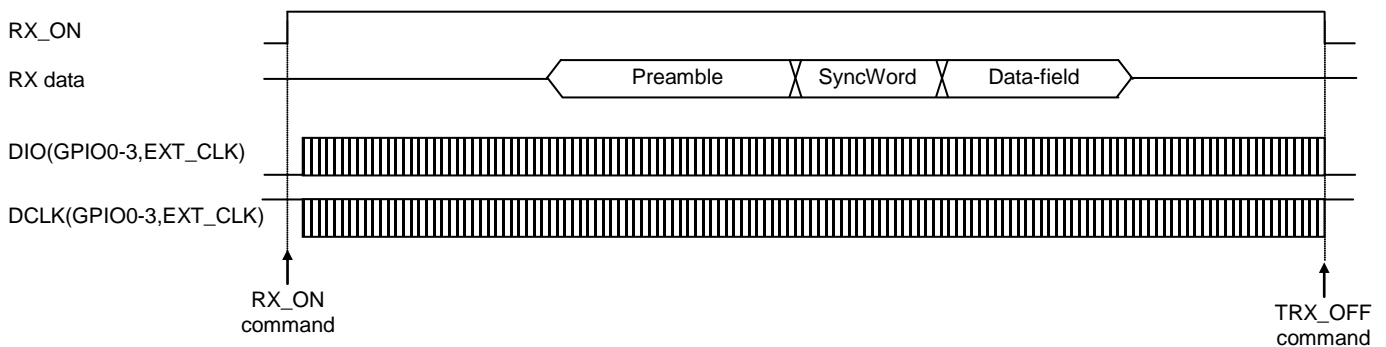 RX_ON
RX data
Preamble
SyncWord
Data-field
DIO(GPIO0-3,EXT_CLK)
DCLK(GPIO0-3,EXT_CLK)
RX_ON
command
TRX_OFF
command